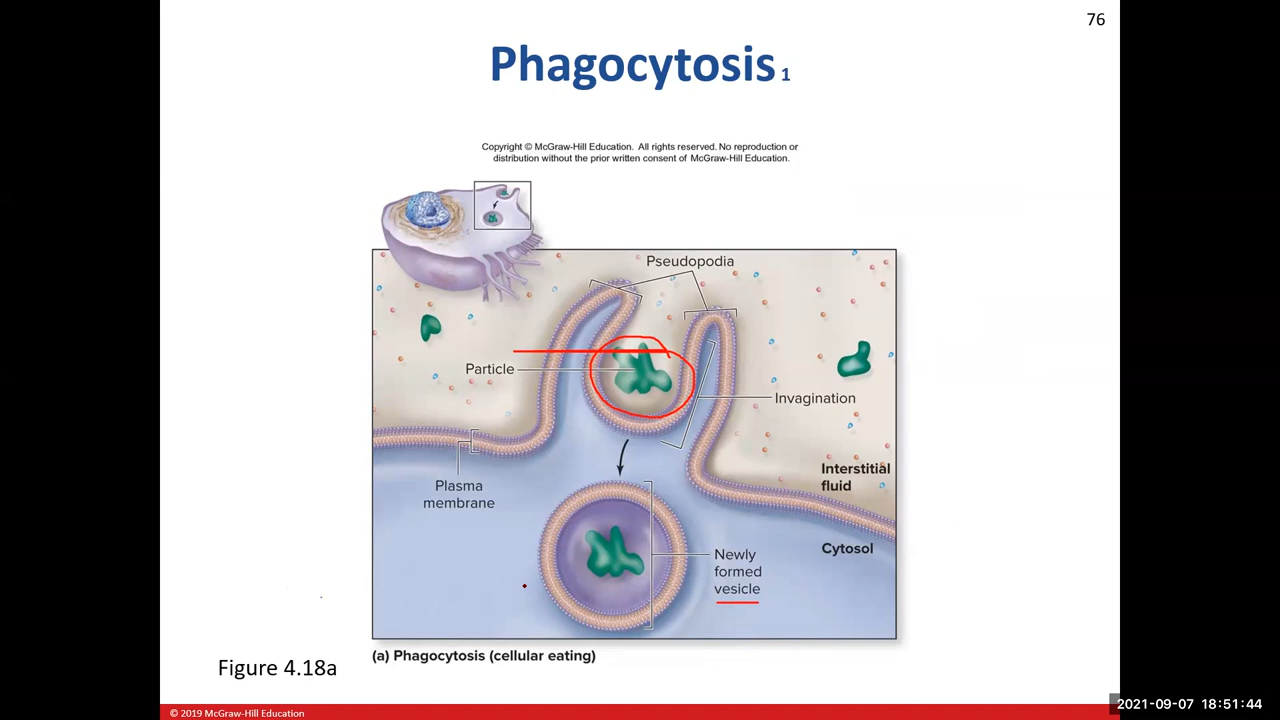 76
Phagocytosis 1
Copyright © McGraw-Hill Education. All rights reserved. No reproduction or
distribution without the prior written consent of McGraw-Hill Education.
Pseudopodia
Particle
Invagination
Plasma
membrane
Interstitial
fluid
Cytosol
Newly
formed
vesicle
(a) Phagocytosis (cellular eating)
Figure 4.18a
© 2019 McGraw-Hill Education
2021-09-07 18:51:44